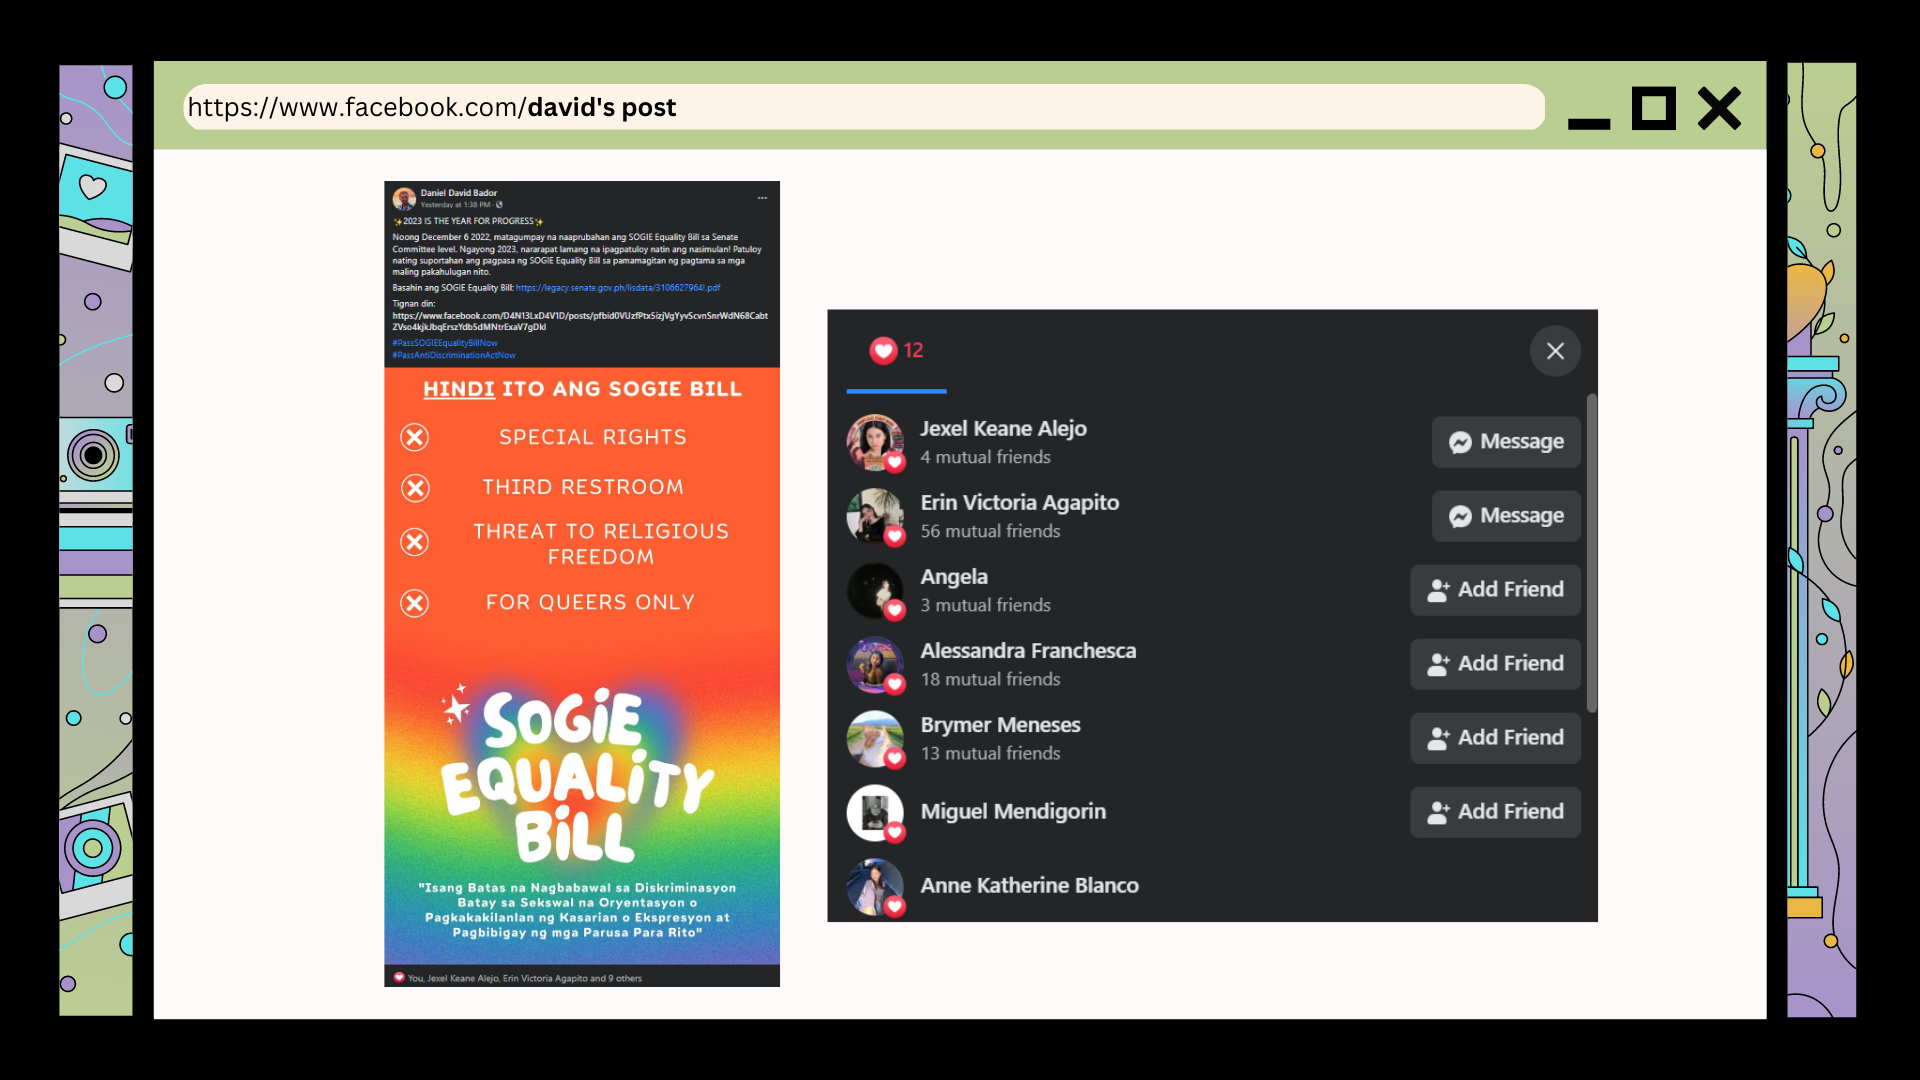 https://www.facebook.com/david's post
Daniel David Bador
Yesterday at 1:38 PM ·
✨2023 IS THE YEAR FOR PROGRESS✨
Noong December 6 2022, matagumpay na naaprubahan ang SOGIE Equality Bill sa Senate
Committee level. Ngayong 2023, nararapat lamang na ipagpatuloy natin ang nasimulan! Patuloy
nating suportahan ang pagpasa ng SOGIE Equality Bill sa pamamagitan ng pagtama sa mga
maling pakahulugan nito.
Basahin ang SOGIE Equality Bill: https://legacy.senate.gov.ph/lisdata/3106627964!.pdf
Tignan din:
#PassSOGIEEqualityBillNow
#PassAntiDiscriminationActNow
HINDI ITO ANG SOGIE BILL
SPECIAL RIGHTS
THIRD RESTROOM
THREAT TO RELIGIOUS
FREEDOM
FOR QUEERS ONLY
SOGIE
EQUALITY
BILL
"Isang Batas na Nagbabawal sa Diskriminasyon
Batay sa Sekswal na Oryentasyon o
Pagkakakilanlan ng Kasarian o Ekspresyon at
Pagbibigay ng mga Parusa Para Rito"
You, Jexel Keane Alejo, Erin Victoria Agapito and 9 others
12
Jexel Keane Alejo
4 mutual friends
Message
Erin Victoria Agapito
56 mutual friends
Message
Angela
3 mutual friends
Add Friend
Alessandra Franchesca
18 mutual friends
Add Friend
Brymer Meneses
13 mutual friends
Add Friend
Miguel Mendigorin
Add Friend
Anne Katherine Blanco